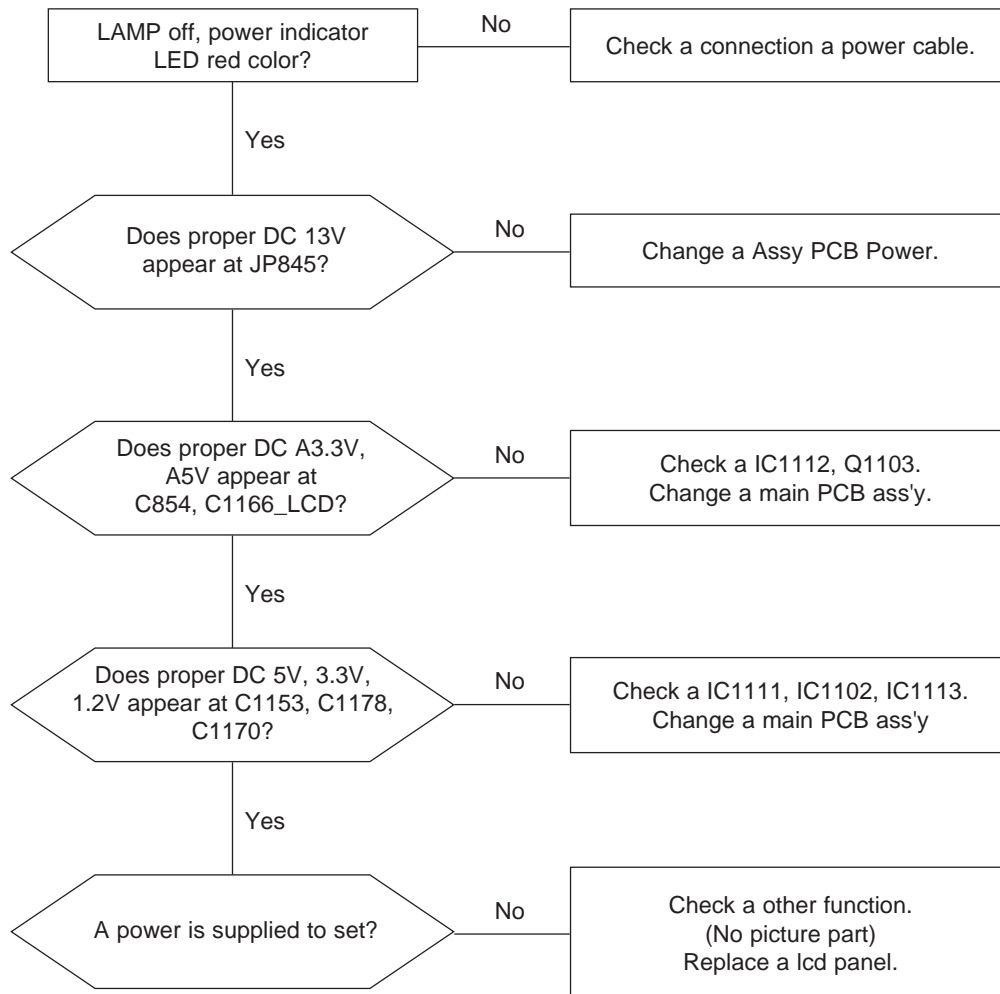 LAMP off, power indicator
LED red color?
No
Check a connection a power cable.
Yes
Does proper DC 13V
appear at JP845?
No
Change a Assy PCB Power.
Yes
Does proper DC A3.3V,
A5V appear at
C854, C1166_LCD?
No
Check a IC1112, Q1103.
Change a main PCB ass'y.
Yes
Does proper DC 5V, 3.3V,
1.2V appear at C1153, C1178,
C1170?
No
Check a IC1111, IC1102, IC1113.
Change a main PCB ass'y
Yes
A power is supplied to set?
No
Check a other function.
(No picture part)
Replace a lcd panel.